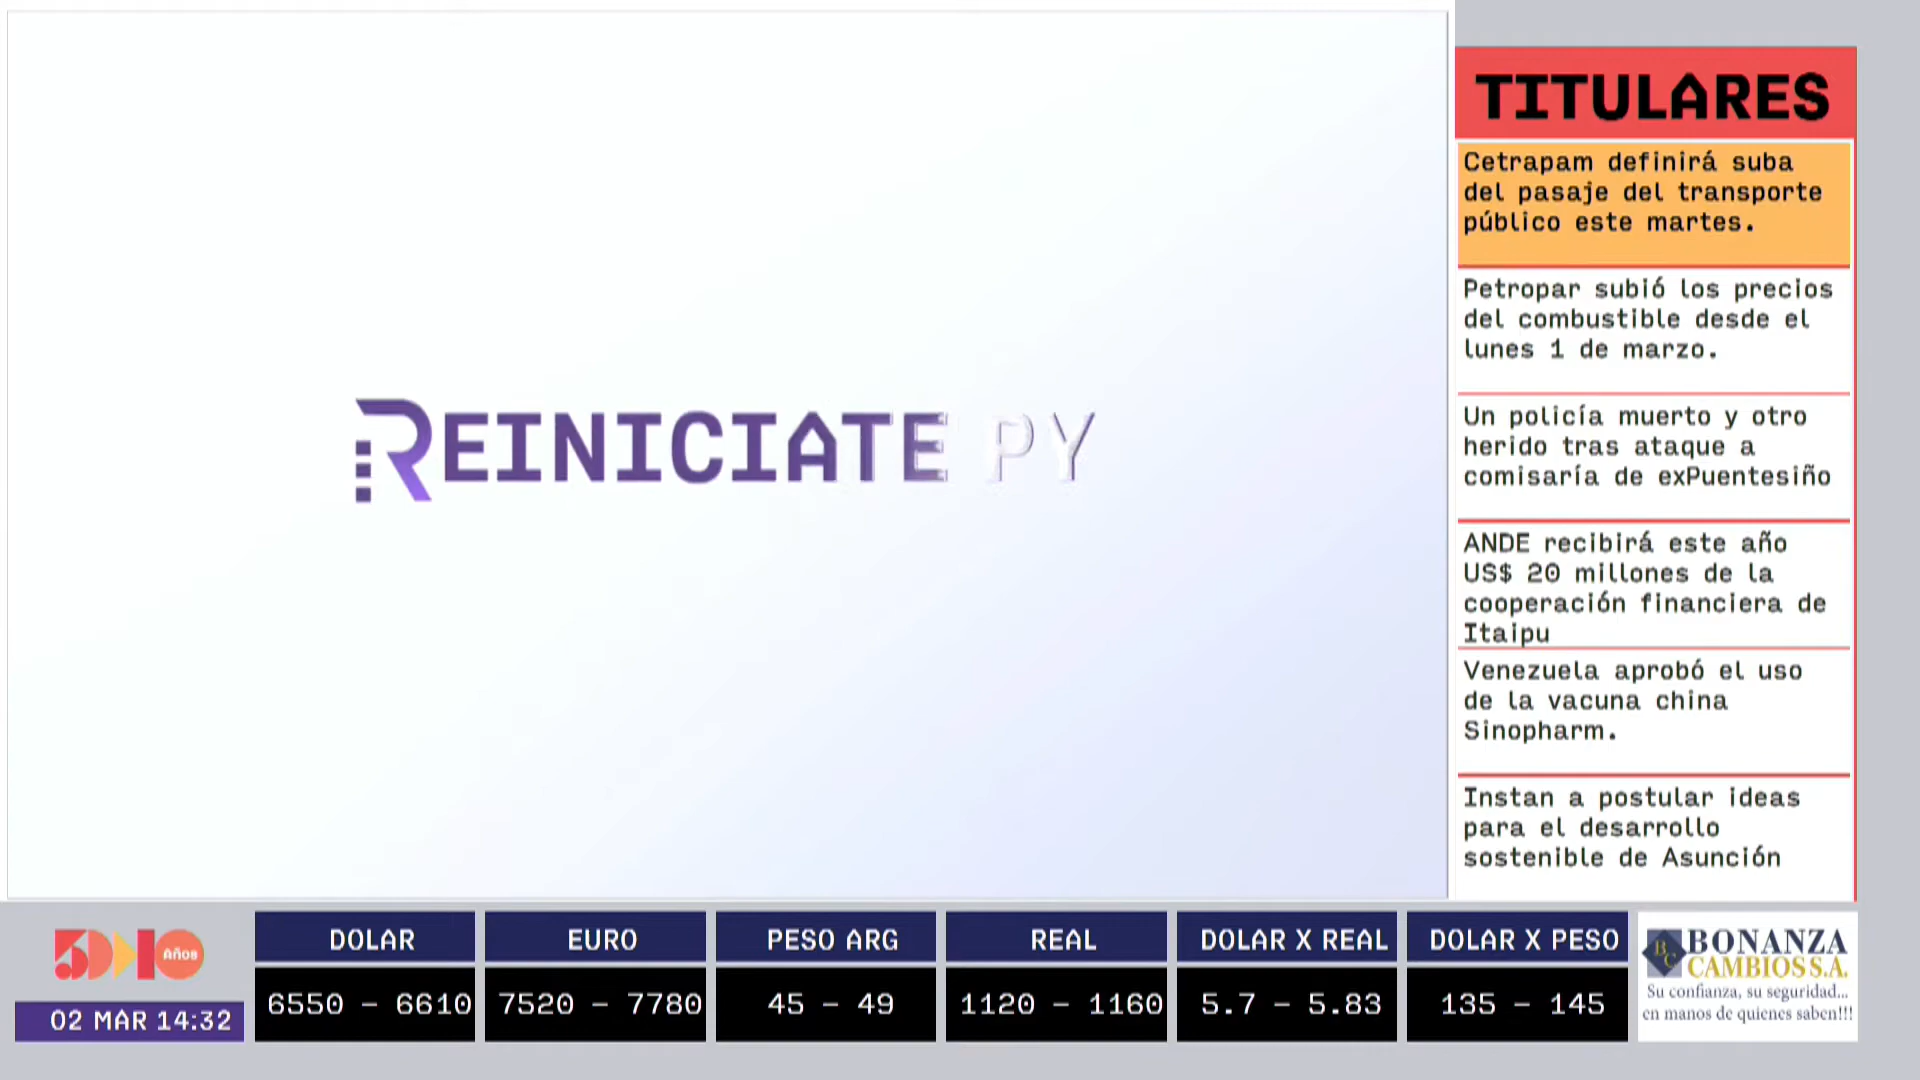 REINICIATE PY
TITULARES
Cetrapam definirá suba
del pasaje del transporte
público este martes.
Petropar subió los precios
del combustible desde el
lunes 1 de marzo.
Un policía muerto y otro
herido tras ataque a
comisaría de exPuentesiño
ANDE recibirá este año
US$ 20 millones de la
cooperación financiera de
Itaipu
Venezuela aprobó el uso
de la vacuna china
Sinopharm.
Instan a postular ideas
para el desarrollo
sostenible de Asunción
Años
02 MAR 14:32
DOLAR
6550 - 6610
EURO
7520 - 7780
PESO ARG
45 - 49
REAL
1120 - 1160
DOLAR X REAL
5.7 - 5.83
DOLAR X PESO
135 - 145
BC
BONANZA
CAMBIOS S.A.
Su confianza, su seguridad...
en manos de quienes saben!!!